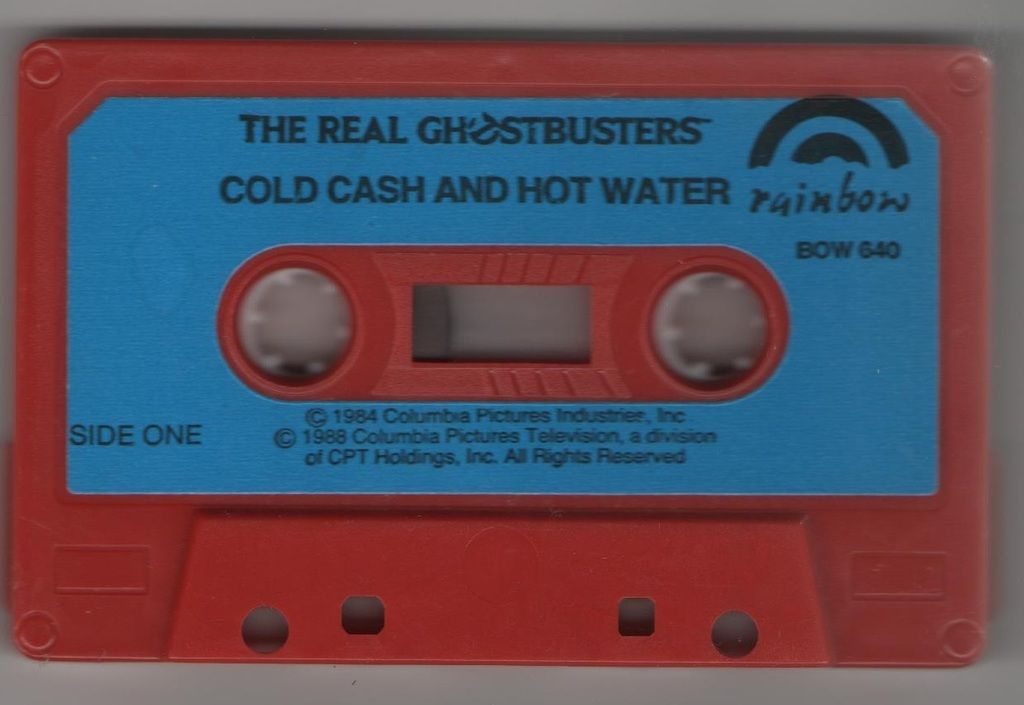 THE REAL GHOSTBUSTERS™
COLD CASH AND HOT WATER
rainbow
BOW 640
SIDE ONE
© 1984 Columbia Pictures Industries, Inc
© 1988 Columbia Pictures Television, a division
of CPT Holdings, Inc. All Rights Reserved